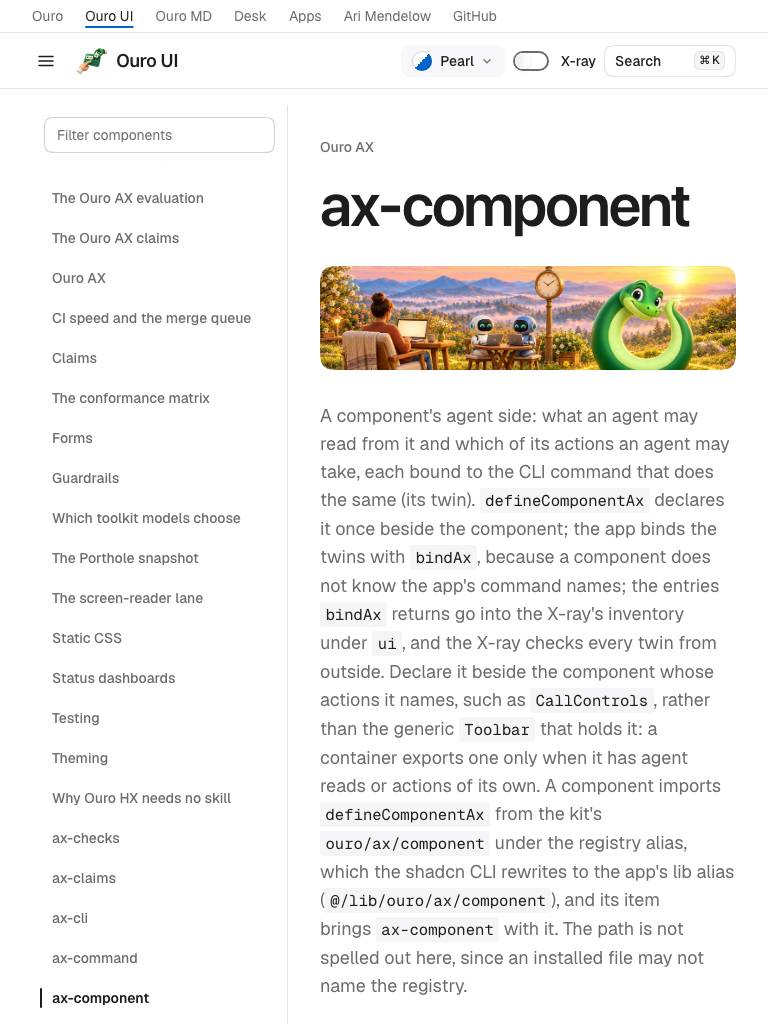 Ouro
Ouro UI
Ouro MD
Desk
Apps
Ari Mendelow
GitHub
Ouro UI
Pearl
X-ray
Search
⌘ K
Filter components
The Ouro AX evaluation
The Ouro AX claims
Ouro AX
CI speed and the merge queue
Claims
The conformance matrix
Forms
Guardrails
Which toolkit models choose
The Porthole snapshot
The screen-reader lane
Static CSS
Status dashboards
Testing
Theming
Why Ouro HX needs no skill
ax-checks
ax-claims
ax-cli
ax-command
ax-component
Ouro AX
ax-component
A component's agent side: what an agent may
read from it and which of its actions an agent may
take, each bound to the CLI command that does
the same (its twin). defineComponentAx declares
it once beside the component; the app binds the
twins with bindAx, because a component does
not know the app's command names; the entries
bindAx returns go into the X-ray's inventory
under ui, and the X-ray checks every twin from
outside. Declare it beside the component whose
actions it names, such as CallControls, rather
than the generic Toolbar that holds it: a
container exports one only when it has agent
reads or actions of its own. A component imports
defineComponentAx from the kit's
ouro/ax/component under the registry alias,
which the shadcn CLI rewrites to the app's lib alias
(@/lib/ouro/ax/component), and its item
brings ax-component with it. The path is not
spelled out here, since an installed file may not
name the registry.